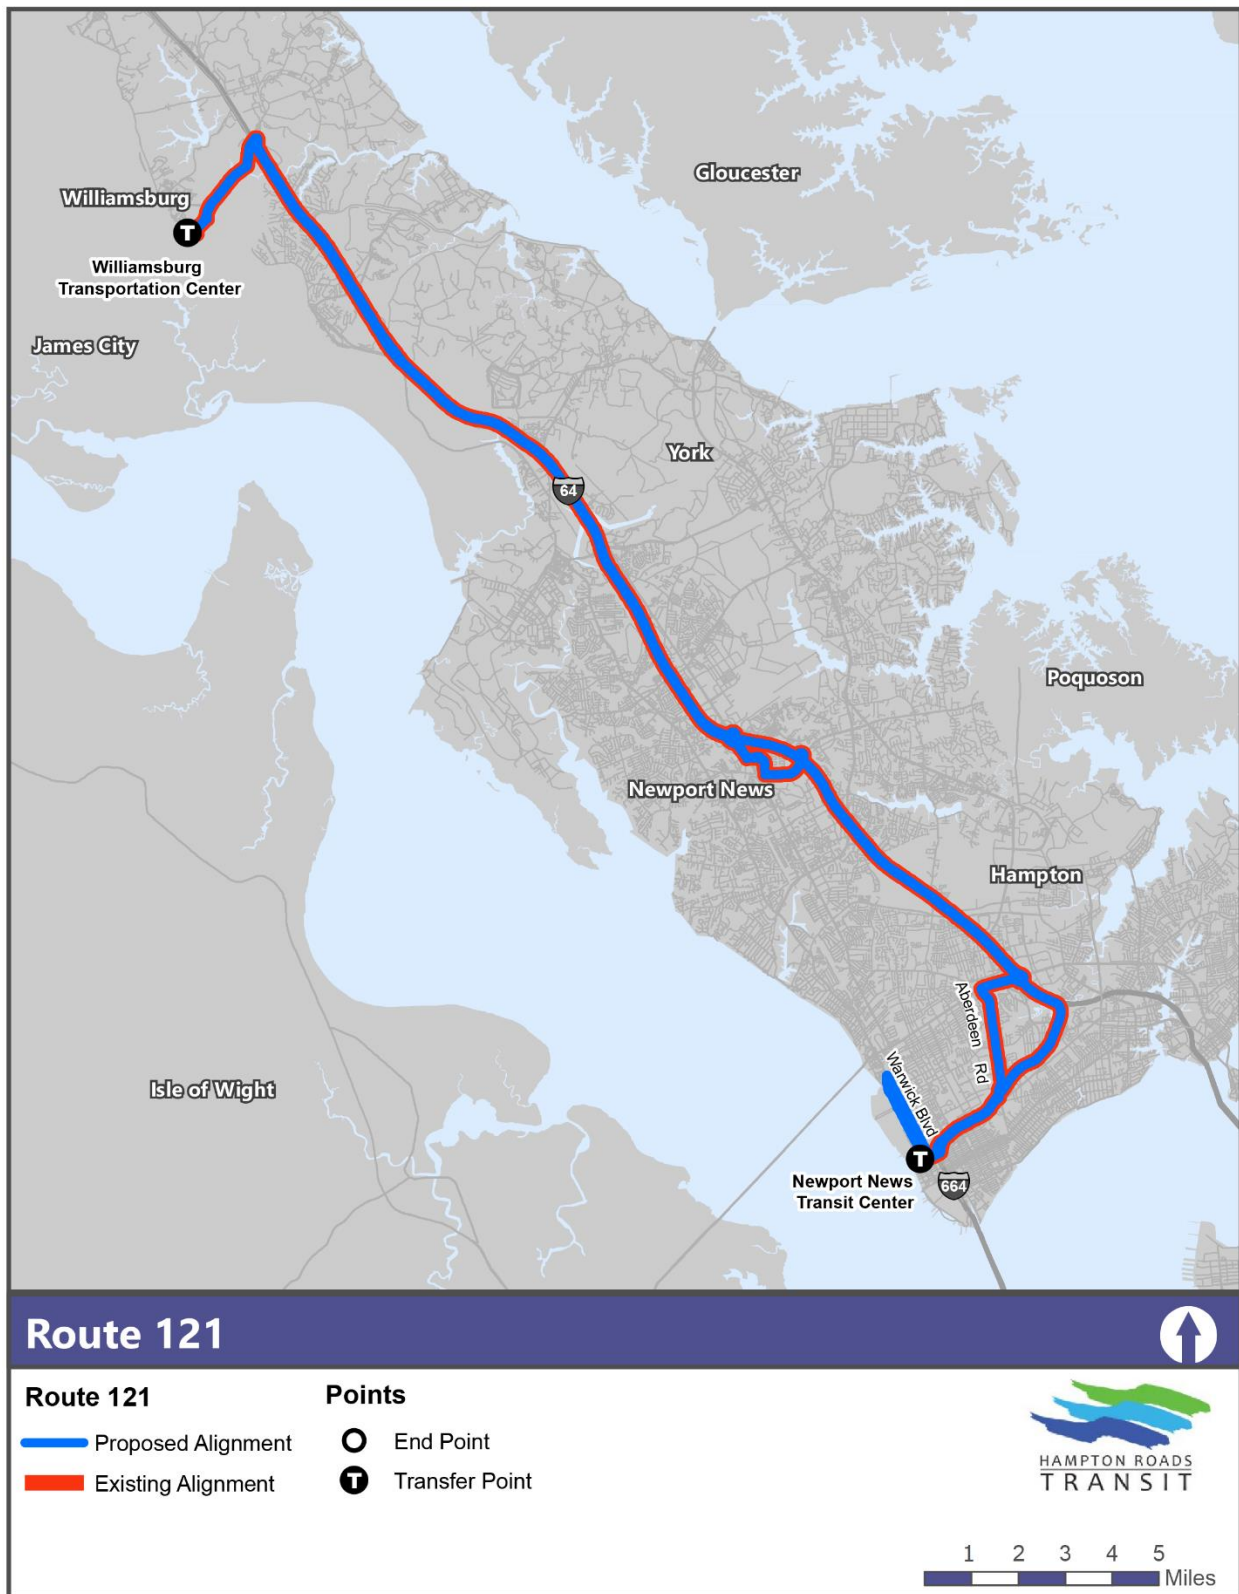 Gloucester
Williamsburg
T
Williamsburg
Transportation Center
James City
York
64
Poquoson
Newport News
Hampton
Aberdeen Rd
Warwick Blvd
Isle of Wight
T
Newport News
Transit Center
664
Route 121
Route 121
Points
Proposed Alignment
End Point
Existing Alignment
T
Transfer Point
HAMPTON ROADS
TRANSIT
1 2 3 4 5
Miles